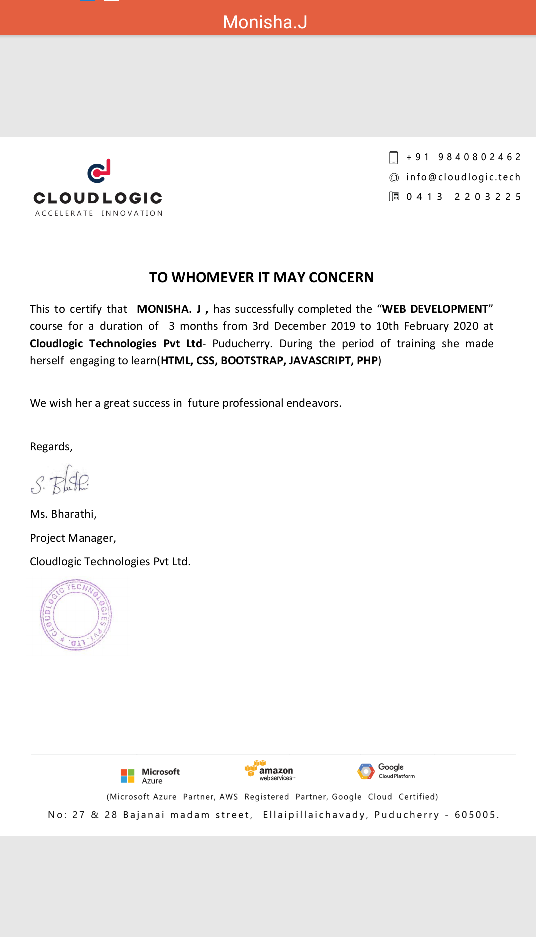 Monisha.J
+91 9840802462
CLOUDLOGIC
ACCELERATE INNOVATION
info@cloudlogic.tech
0413 2203225
TO WHOMEVER IT MAY CONCERN
This to certify that MONISHA. J , has successfully completed the “WEB DEVELOPMENT”
course for a duration of 3 months from 3rd December 2019 to 10th February 2020 at
Cloudlogic Technologies Pvt Ltd- Puducherry. During the period of training she made
herself engaging to learn(HTML, CSS, BOOTSTRAP, JAVASCRIPT, PHP)
We wish her a great success in future professional endeavors.
Regards,
S. Bharathi
Ms. Bharathi,
Project Manager,
Cloudlogic Technologies Pvt Ltd.
CLOUDLOGIC TECHNOLOGIES PVT. LTD. *
Microsoft
Azure
amazon
webservices™
Google
Cloud Platform
(Microsoft Azure Partner, AWS Registered Partner, Google Cloud Certified)
No: 27 & 28 Bajanai madam street, Ellaipillaichavady, Puducherry - 605005.